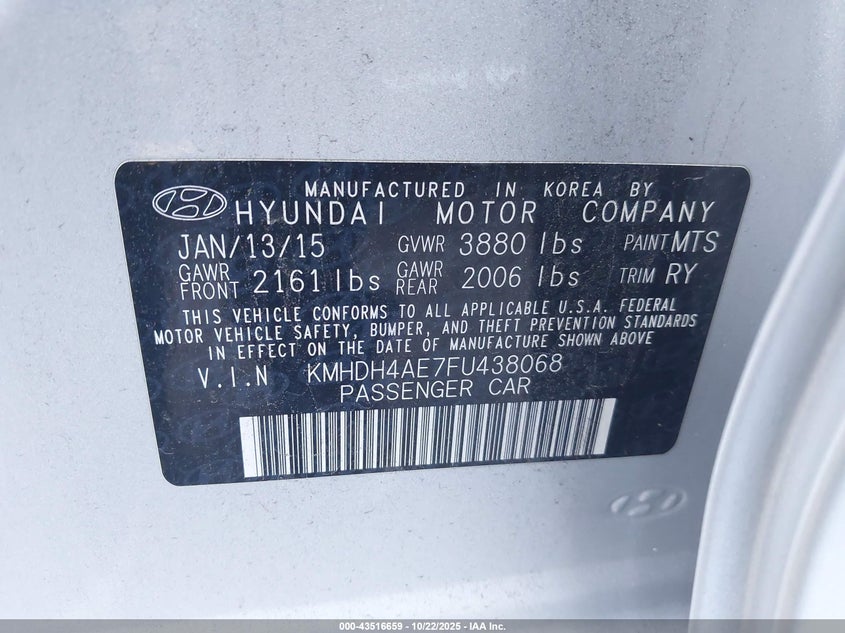 MANUFACTURED IN KOREA BY
HYUNDAI MOTOR COMPANY
JAN/13/15 GVWR 3880 lbs PAINT MTS
GAWR FRONT 2161 lbs GAWR REAR 2006 lbs TRIM RY
THIS VEHICLE CONFORMS TO ALL APPLICABLE U.S.A. FEDERAL
MOTOR VEHICLE SAFETY, BUMPER, AND THEFT PREVENTION STANDARDS
IN EFFECT ON THE DATE OF MANUFACTURE SHOWN ABOVE
V.I.N KMHDH4AE7FU438068
PASSENGER CAR
000-43516659 - 10/22/2025 - IAA Inc.